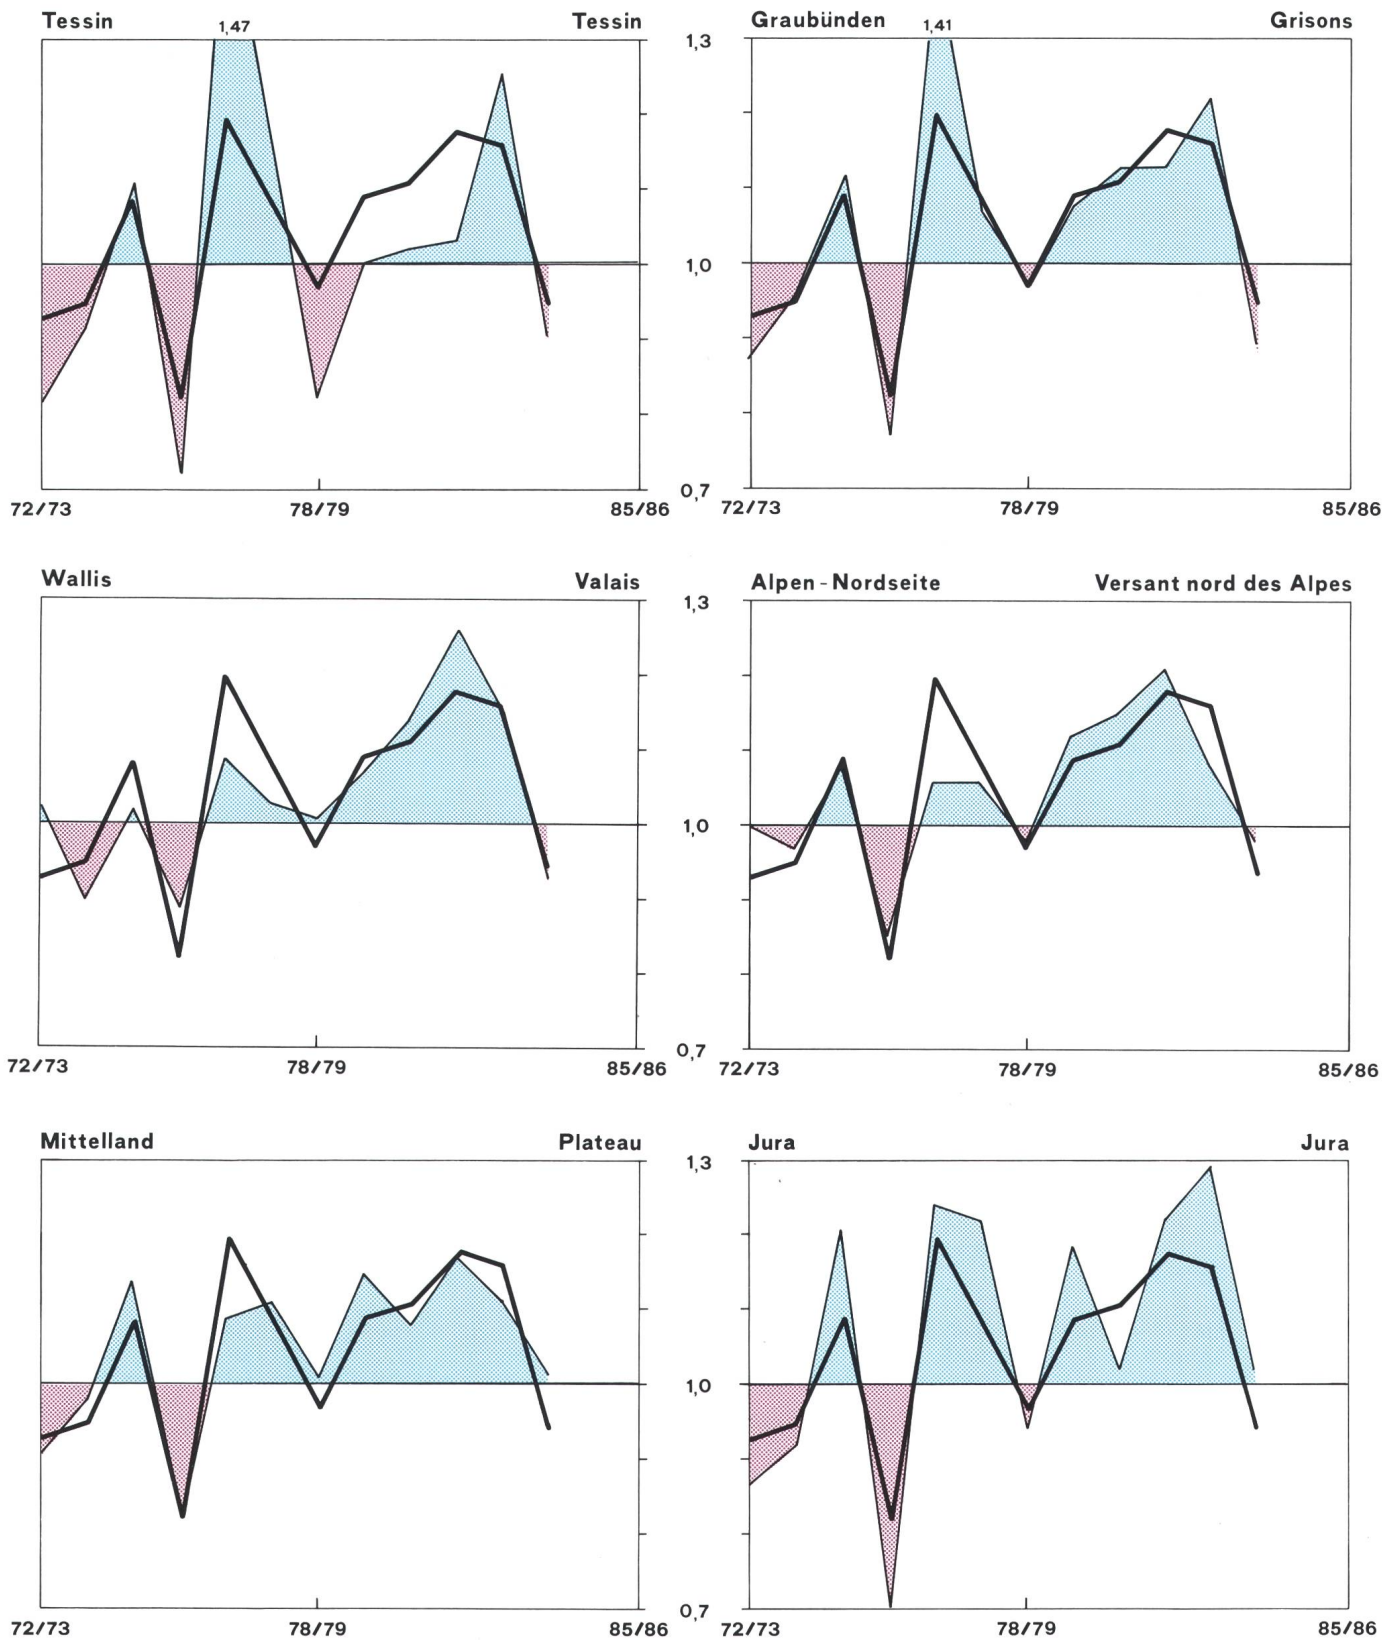 Tessin 1,47 Tessin
Graubünden 1,41 Grisons
1,3
1,0
0,7
72/73 78/79 85/86
72/73 78/79 85/86
Wallis Valais
Alpen - Nordseite Versant nord des Alpes
1,3
1,0
0,7
72/73 78/79 85/86
72/73 78/79 85/86
Mittelland Plateau
Jura Jura
1,3
1,0
0,7
72/73 78/79 85/86
72/73 78/79 85/86